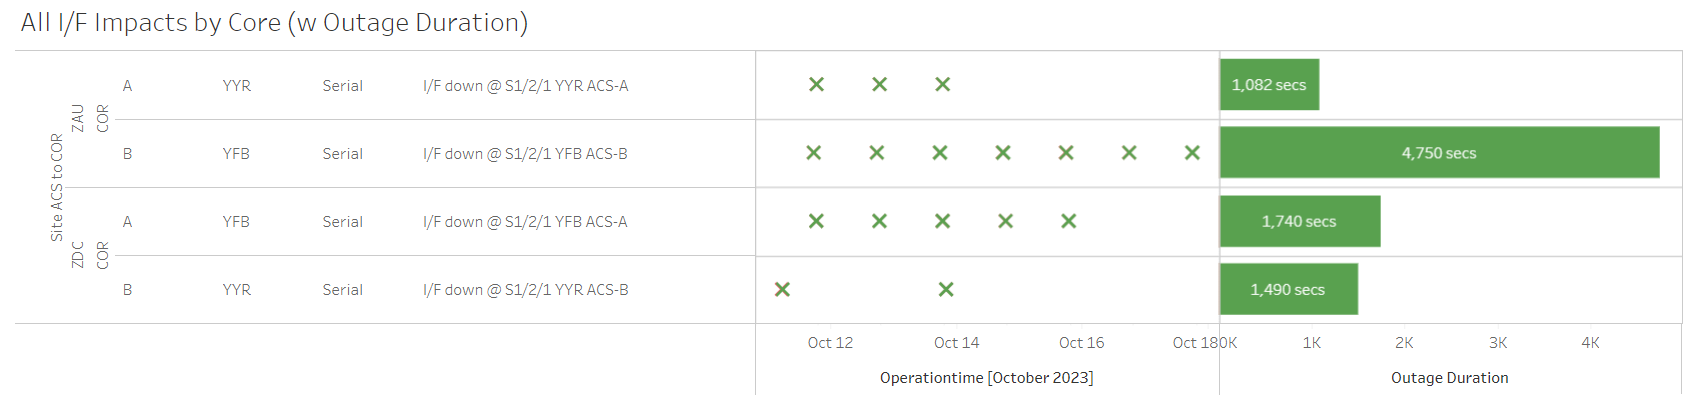 All I/F Impacts by Core (w Outage Duration)
Site ACS to COR
ZAU
COR
A YYR Serial I/F down @ S1/2/1 YYR ACS-A 1,082 secs
B YFB Serial I/F down @ S1/2/1 YFB ACS-B 4,750 secs
ZDC
COR
A YFB Serial I/F down @ S1/2/1 YFB ACS-A 1,740 secs
B YYR Serial I/F down @ S1/2/1 YYR ACS-B 1,490 secs
Oct 12 Oct 14 Oct 16 Oct 18 0K 1K 2K 3K 4K
Operationtime [October 2023] Outage Duration